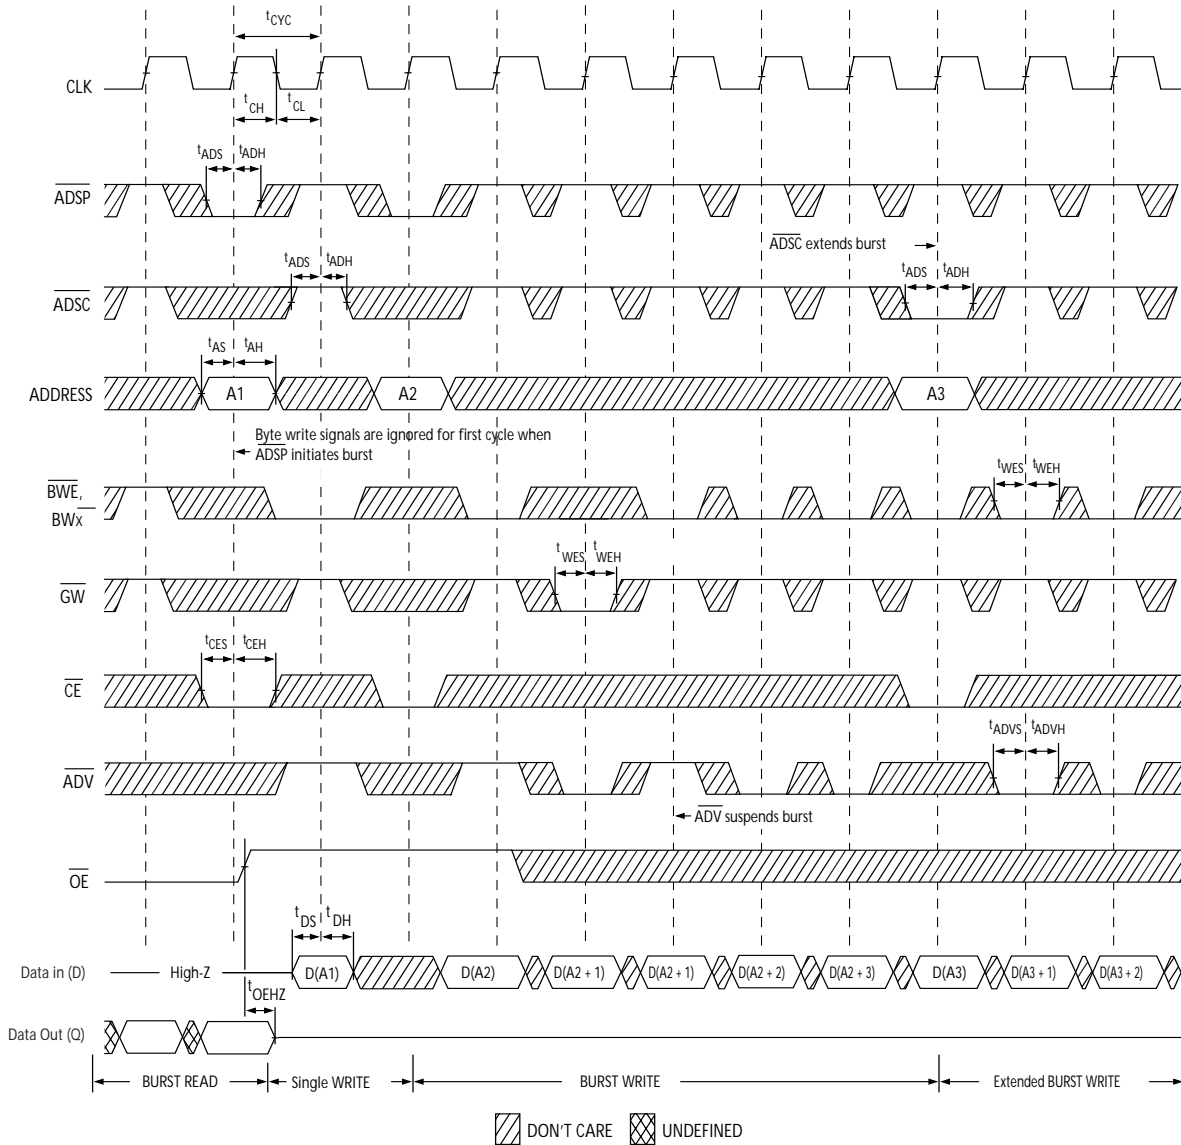 tCYC
CLK
tCH
tCL
tADS
tADH
ADSP
ADSC extends burst
tADS
tADH
tADS
tADH
ADSC
tAS
tAH
ADDRESS
A1
A2
A3
Byte write signals are ignored for first cycle when
ADSP initiates burst
BWE,
BWx
tWES
tWEH
tWES
tWEH
GW
tCES
tCEH
CE
tADVS
tADVH
ADV
ADV suspends burst
OE
tDS
tDH
Data in (D)
High-Z
D(A1)
D(A2)
D(A2 + 1)
D(A2 + 1)
D(A2 + 2)
D(A2 + 3)
D(A3)
D(A3 + 1)
D(A3 + 2)
tOEHZ
Data Out (Q)
BURST READ
Single WRITE
BURST WRITE
Extended BURST WRITE
DON'T CARE
UNDEFINED